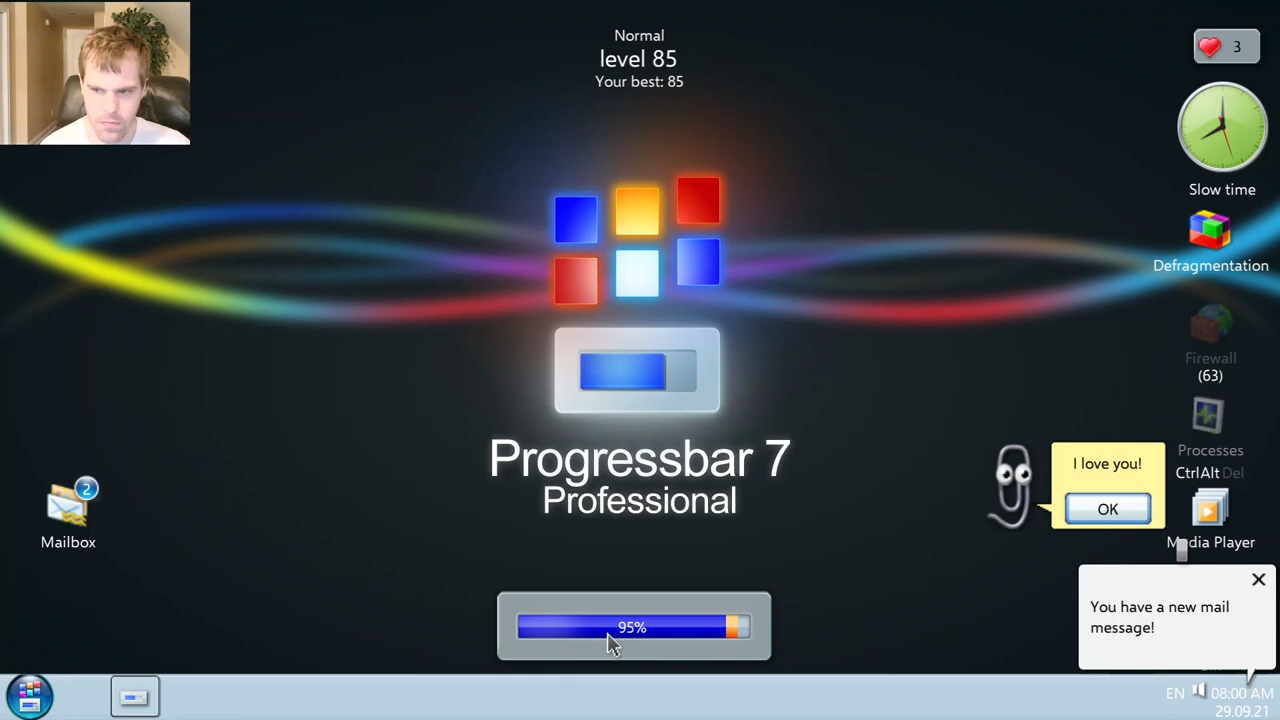 Normal
level 85
Your best: 85
3
Slow time
Defragmentation
Firewall
(63)
Processes
CtrlAlt Del
Media Player
I love you!
OK
Progressbar 7
Professional
2
Mailbox
95%
You have a new mail
message!
EN
08:00 AM
29.09.21